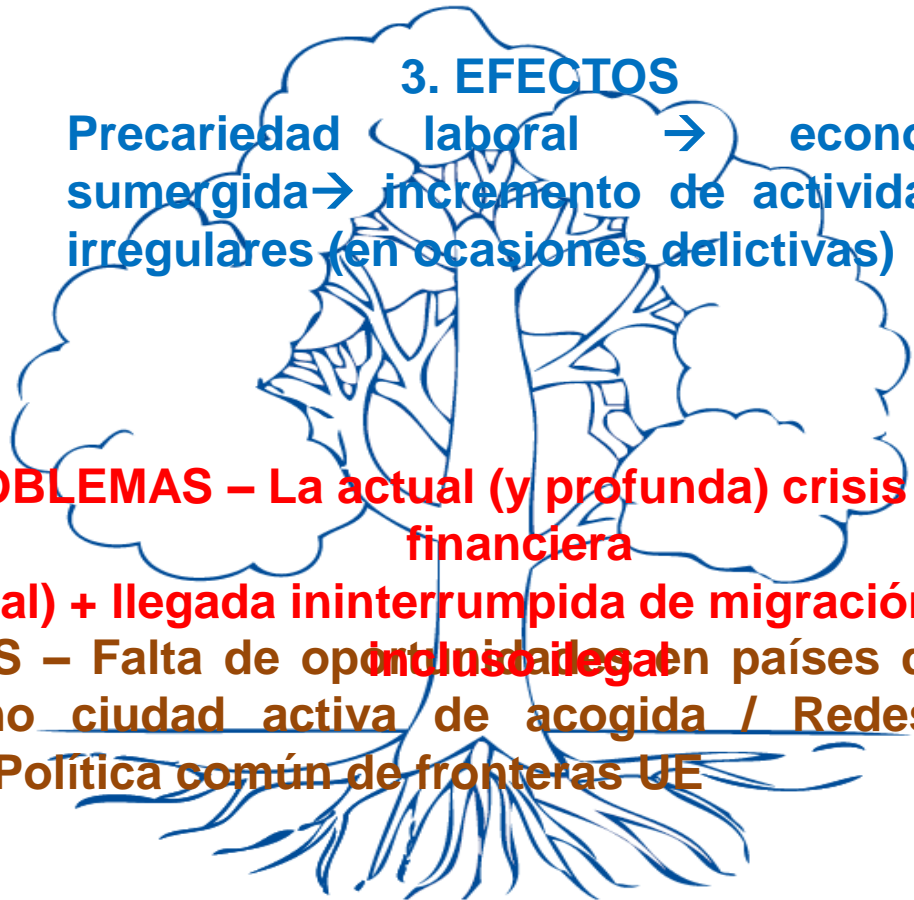 3. EFECTOS
Precariedad laboral → econo
sumergida→ incremento de activida
irregulares (en ocasiones delictivas)
OBLEMAS – La actual (y profunda) crisis
financiera
al) + llegada ininterrumpida de migración
incluso ilegal
S – Falta de oportunidades en países d
no ciudad activa de acogida / Redes
Política común de fronteras UE